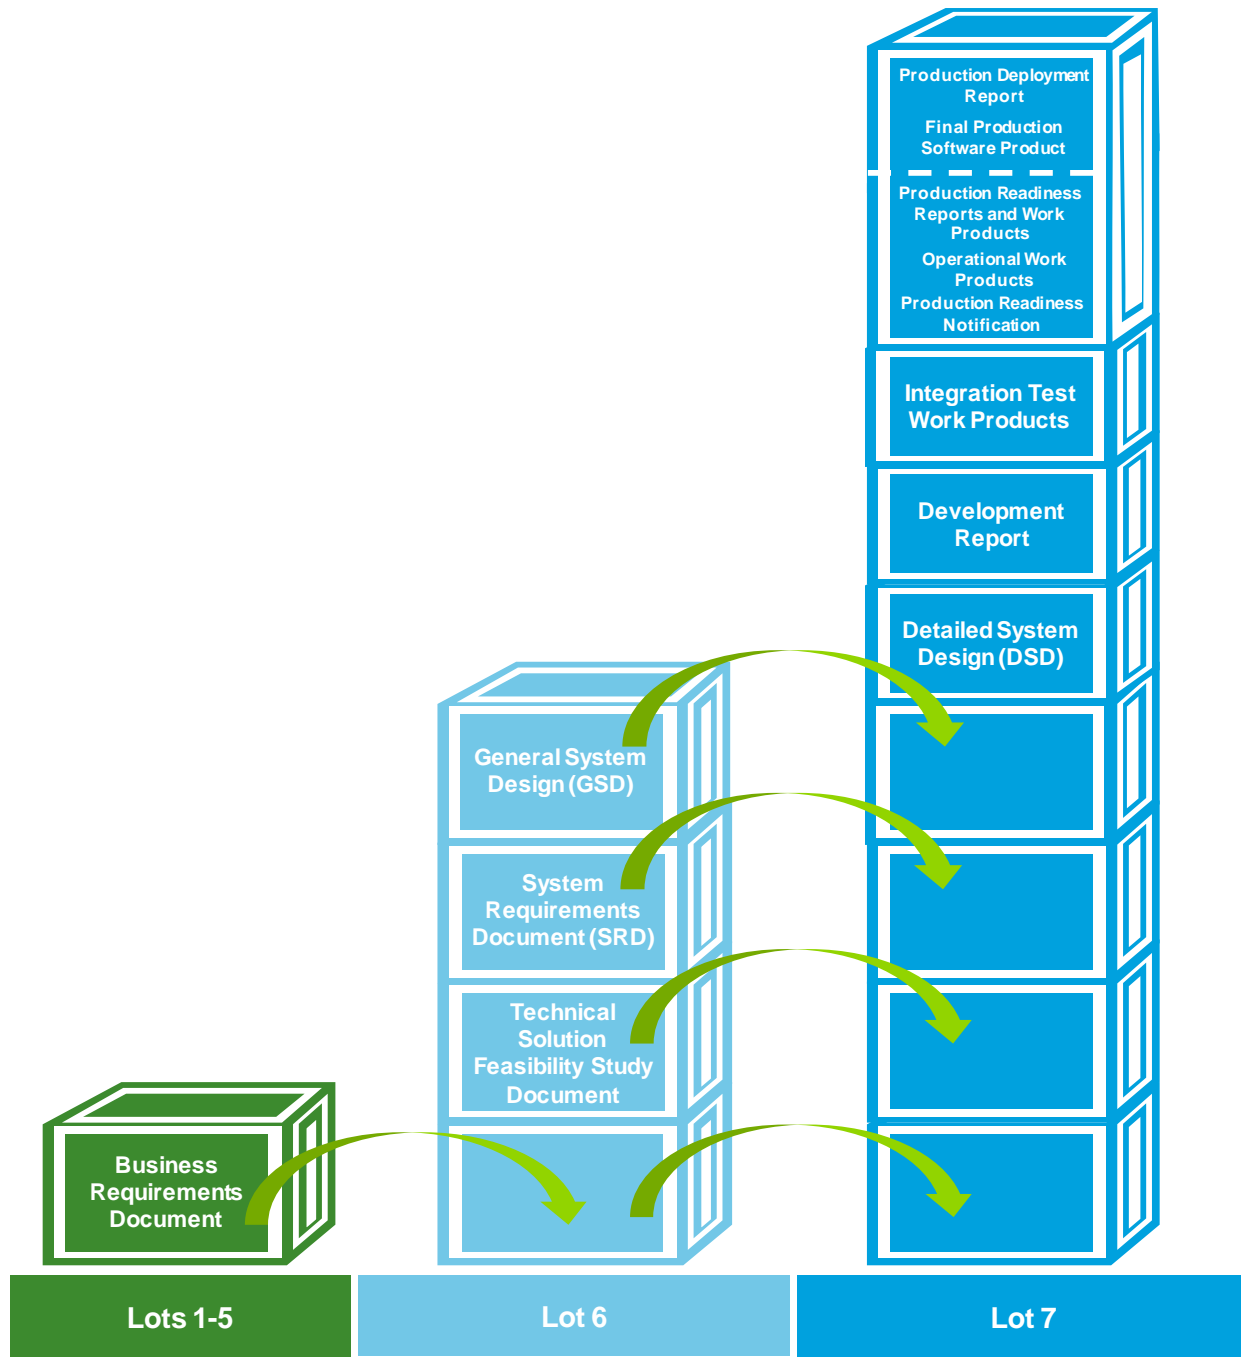 Production Deployment
Report
Final Production
Software Product
Production Readiness
Reports and Work
Products
Operational Work
Products
Production Readiness
Notification
Integration Test
Work Products
Development
Report
Detailed System
Design (DSD)
General System
Design (GSD)
System
Requirements
Document (SRD)
Technical
Solution
Feasibility Study
Document
Business
Requirements
Document
Lots 1-5
Lot 6
Lot 7